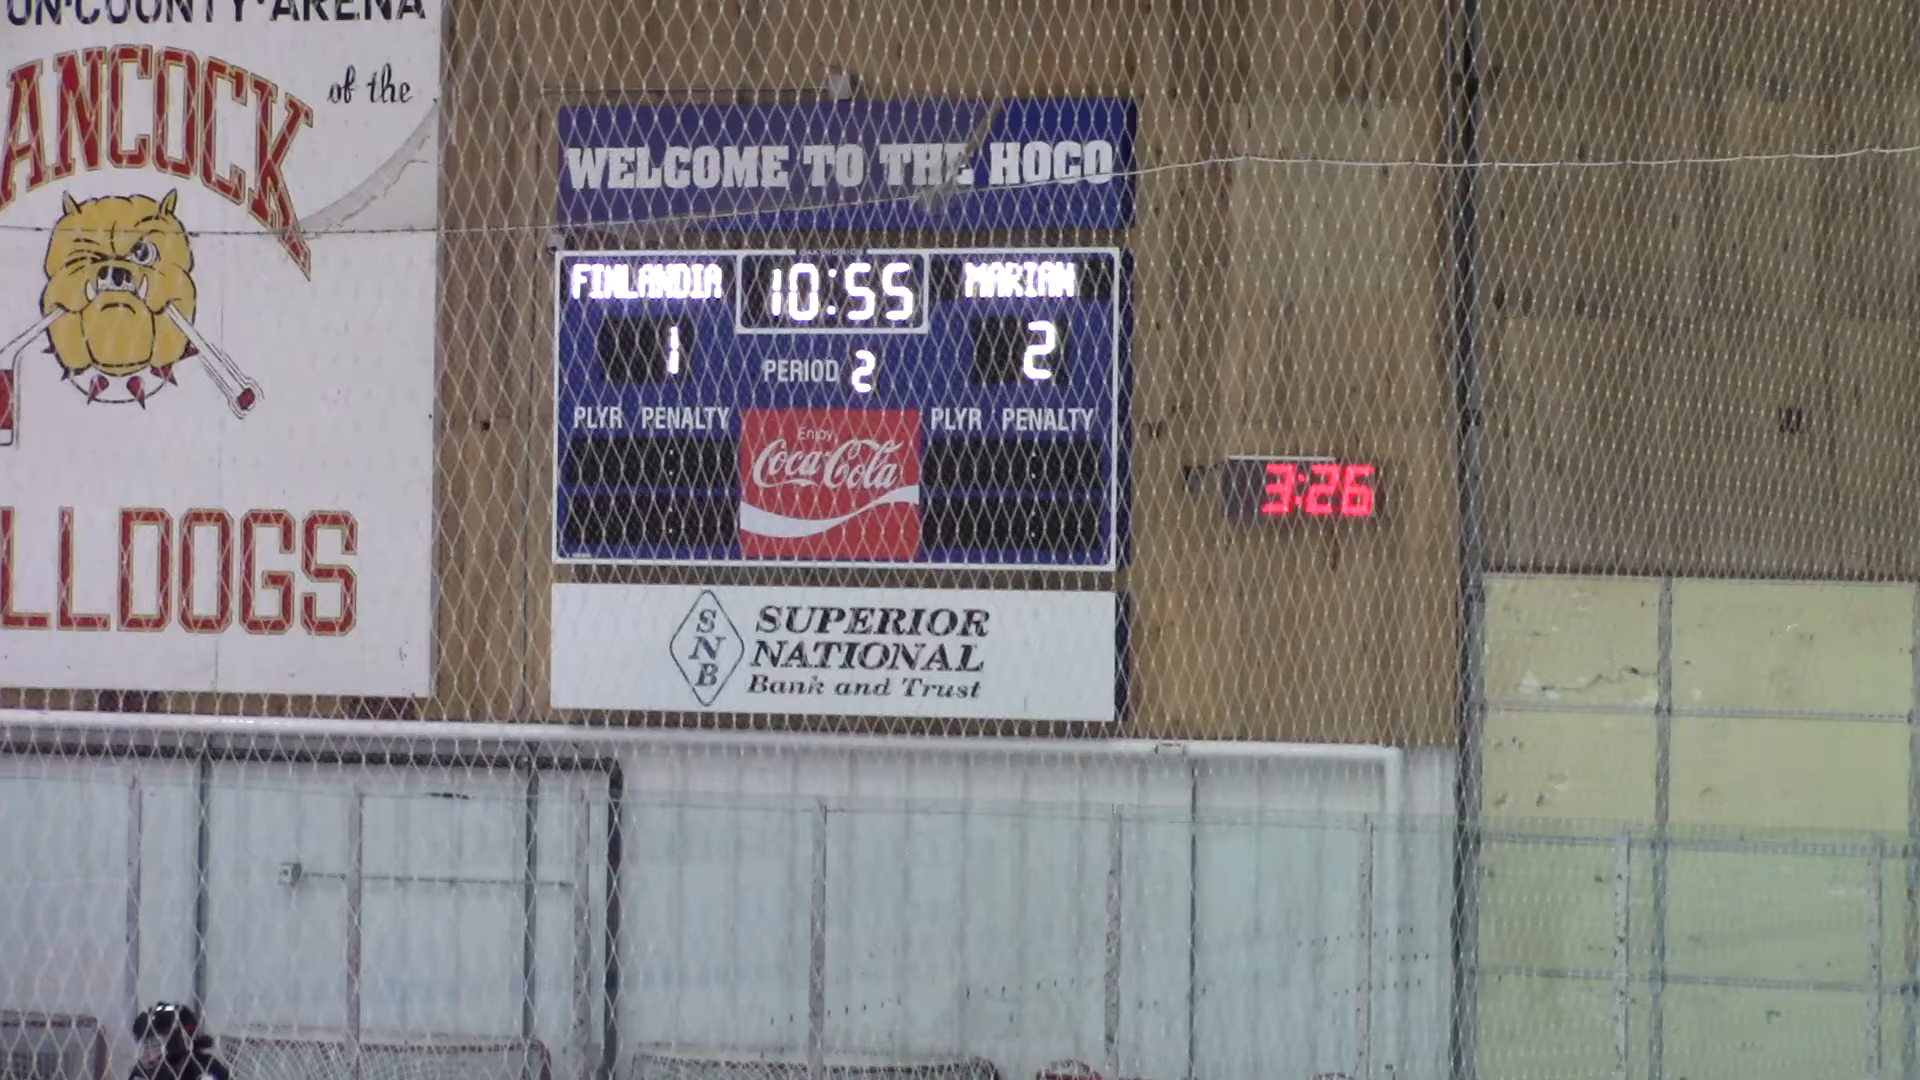 ON·COUNTY·ARENA
of the
ANCOCK
LLDOGS
WELCOME TO THE HOCO
FINLANDIA 10:55 MARIAN
1 PERIOD 2 2
PLYR PENALTY PLYR PENALTY
Enjoy
Coca-Cola
3:26
SNB
SUPERIOR
NATIONAL
Bank and Trust